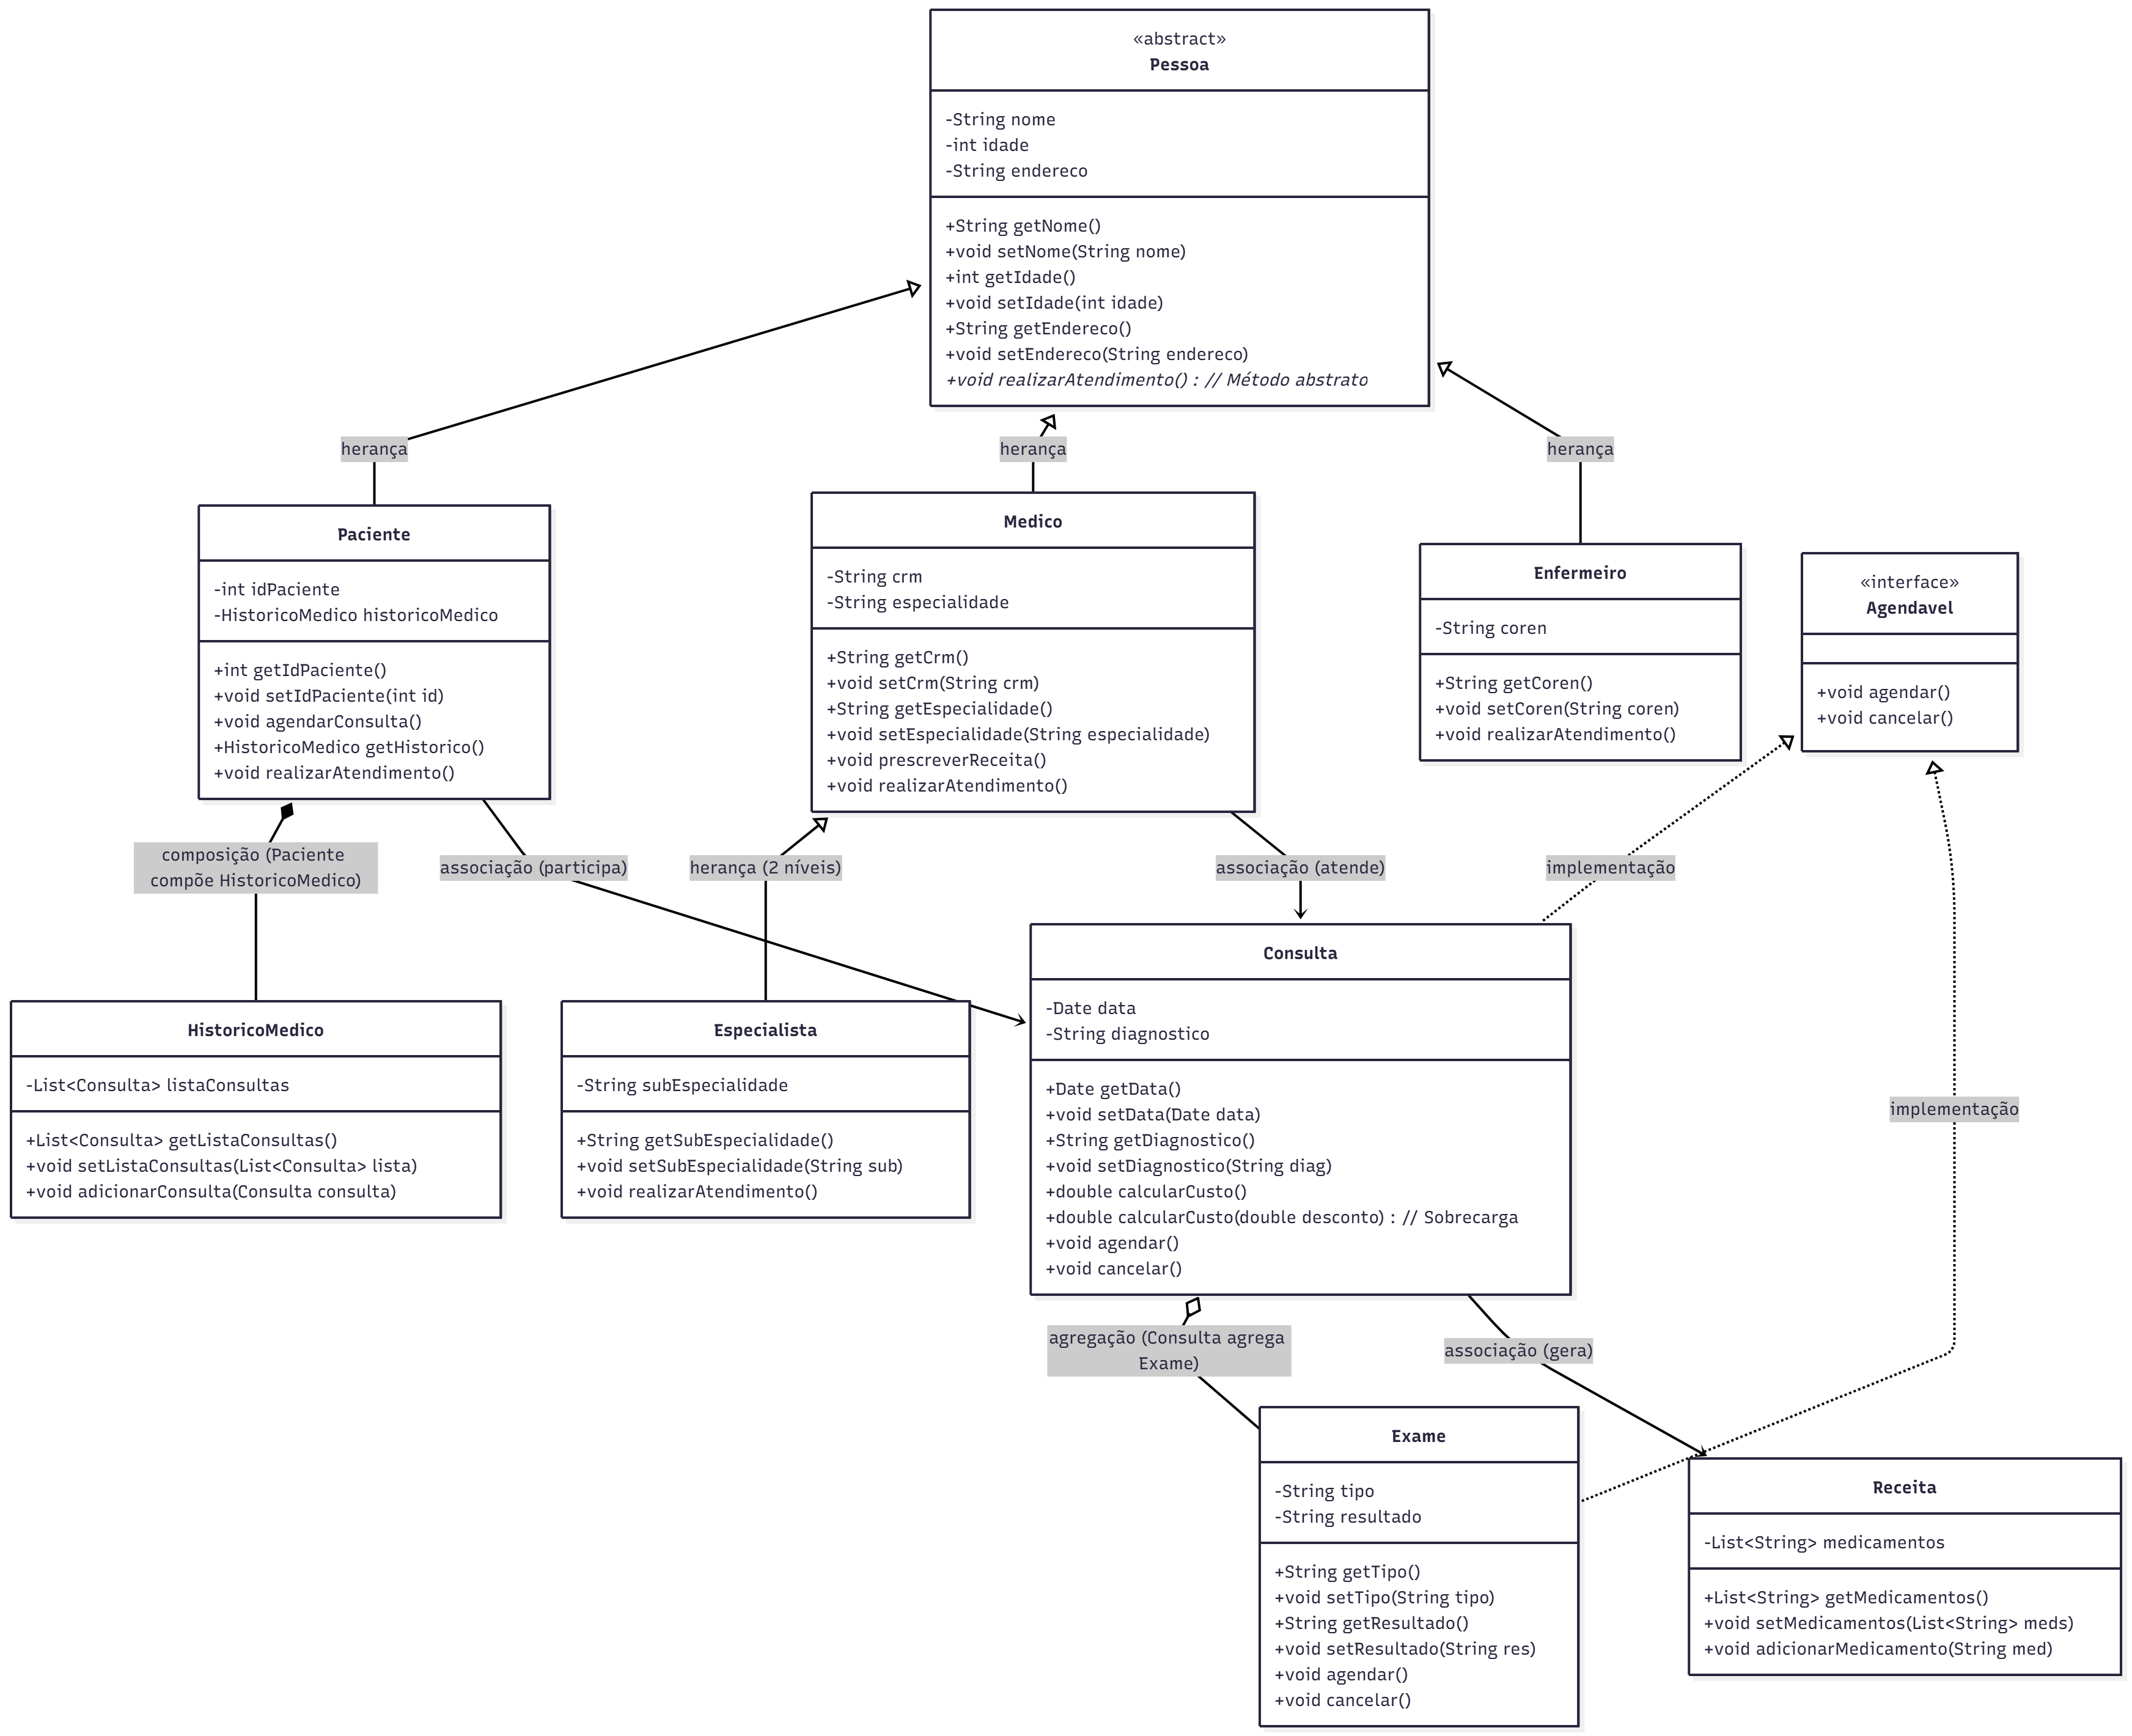 «abstract»
Pessoa
-String nome
-int idade
-String endereco
+String getNome()
+void setNome(String nome)
+int getIdade()
+void setIdade(int idade)
+String getEndereco()
+void setEndereco(String endereco)
+void realizarAtendimento() : // Método abstrato
herança
herança
herança
Paciente
-int idPaciente
-HistoricoMedico historicoMedico
+int getIdPaciente()
+void setIdPaciente(int id)
+void agendarConsulta()
+HistoricoMedico getHistorico()
+void realizarAtendimento()
Medico
-String crm
-String especialidade
+String getCrm()
+void setCrm(String crm)
+String getEspecialidade()
+void setEspecialidade(String especialidade)
+void prescreverReceita()
+void realizarAtendimento()
Enfermeiro
-String coren
+String getCoren()
+void setCoren(String coren)
+void realizarAtendimento()
«interface»
Agendavel
+void agendar()
+void cancelar()
composição (Paciente
compõe HistoricoMedico)
associação (participa)
herança (2 níveis)
associação (atende)
implementação
HistoricoMedico
-List<Consulta> listaConsultas
+List<Consulta> getListaConsultas()
+void setListaConsultas(List<Consulta> lista)
+void adicionarConsulta(Consulta consulta)
Especialista
-String subEspecialidade
+String getSubEspecialidade()
+void setSubEspecialidade(String sub)
+void realizarAtendimento()
Consulta
-Date data
-String diagnostico
+Date getData()
+void setData(Date data)
+String getDiagnostico()
+void setDiagnostico(String diag)
+double calcularCusto()
+double calcularCusto(double desconto) : // Sobrecarga
+void agendar()
+void cancelar()
implementação
agregação (Consulta agrega
Exame)
associação (gera)
Exame
-String tipo
-String resultado
+String getTipo()
+void setTipo(String tipo)
+String getResultado()
+void setResultado(String res)
+void agendar()
+void cancelar()
Receita
-List<String> medicamentos
+List<String> getMedicamentos()
+void setMedicamentos(List<String> meds)
+void adicionarMedicamento(String med)